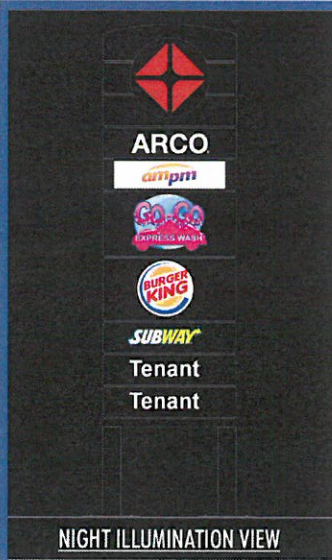 ARCO
ampm
GO-GO
EXPRESS WASH
BURGER
KING
SUBWAY
Tenant
Tenant
NIGHT ILLUMINATION VIEW